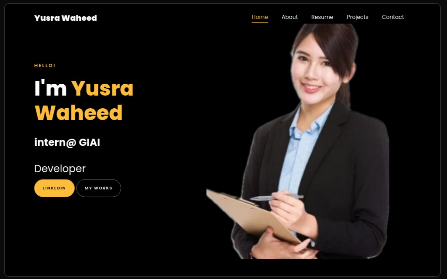 Yusra Waheed
Home About Resume Projects Contact
HELLO!
I'm Yusra
Waheed
intern@ GIAI
Developer
LINKEDIN MY WORKS